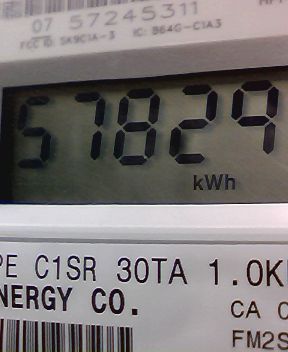 07 57245311
FCC ID: SK9C1A-3 IC: 864G-C1A3
57829
kWh
PE C1SR 30TA 1.0K
NERGY CO.
CA
FM2S